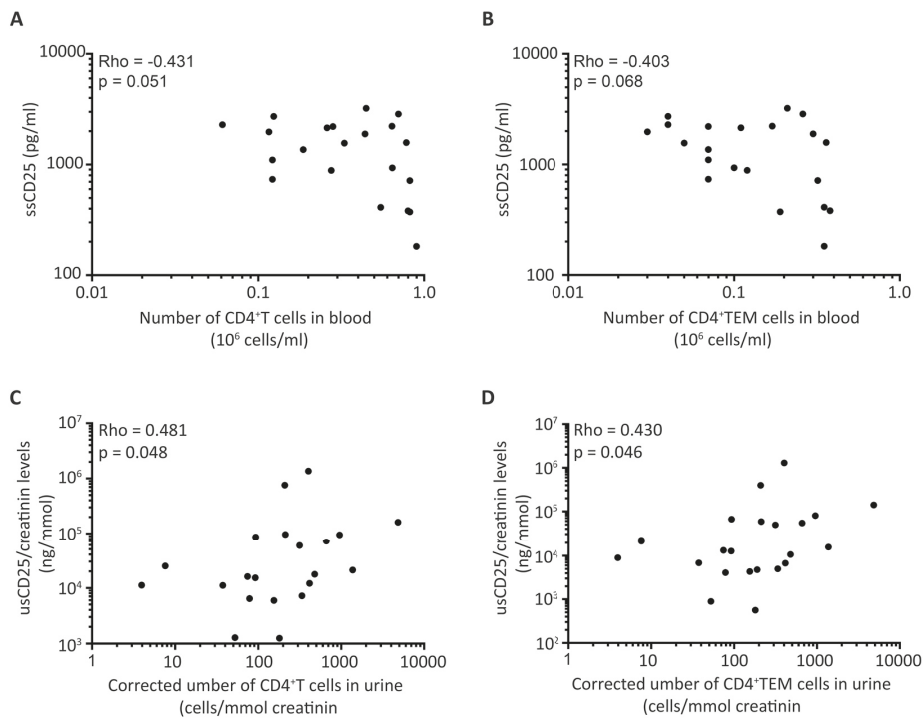 A
10000
Rho = -0.431
p = 0.051
ssCD25 (pg/ml)
1000
100
0.01
0.1
1.0
Number of CD4⁺T cells in blood
(10⁶ cells/ml)
B
10000
Rho = -0.403
p = 0.068
ssCD25 (pg/ml)
1000
100
0.01
0.1
1.0
Number of CD4⁺TEM cells in blood
(10⁶ cells/ml)
C
10⁷
Rho = 0.481
p = 0.048
usCD25/creatinin levels
(ng/mmol)
10⁶
10⁵
10⁴
10³
1
10
100
1000
10000
Corrected umber of CD4⁺T cells in urine
(cells/mmol creatinin
D
10⁷
Rho = 0.430
p = 0.046
usCD25/creatinin levels
(ng/mmol)
10⁶
10⁵
10⁴
10³
10²
1
10
100
1000
10000
Corrected umber of CD4⁺TEM cells in urine
(cells/mmol creatinin